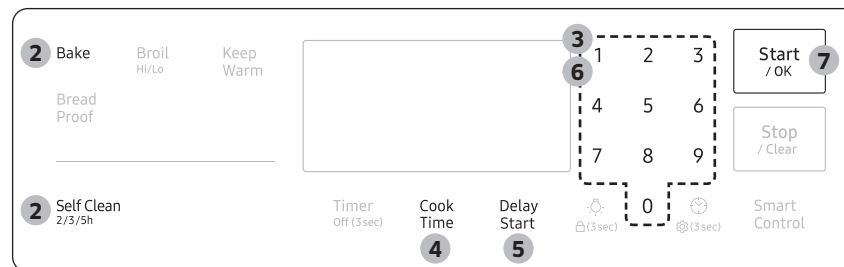 2 Bake
Broil
Hi/Lo
Keep
Warm
Bread
Proof
2 Self Clean
2/3/5h
Timer
Off (3 sec)
Cook
Time
4
Delay
Start
5
3
6
1 2 3
4 5 6
7 8 9
0
(3 sec)
(3 sec)
Start
/ OK
7
Stop
/ Clear
Smart
Control